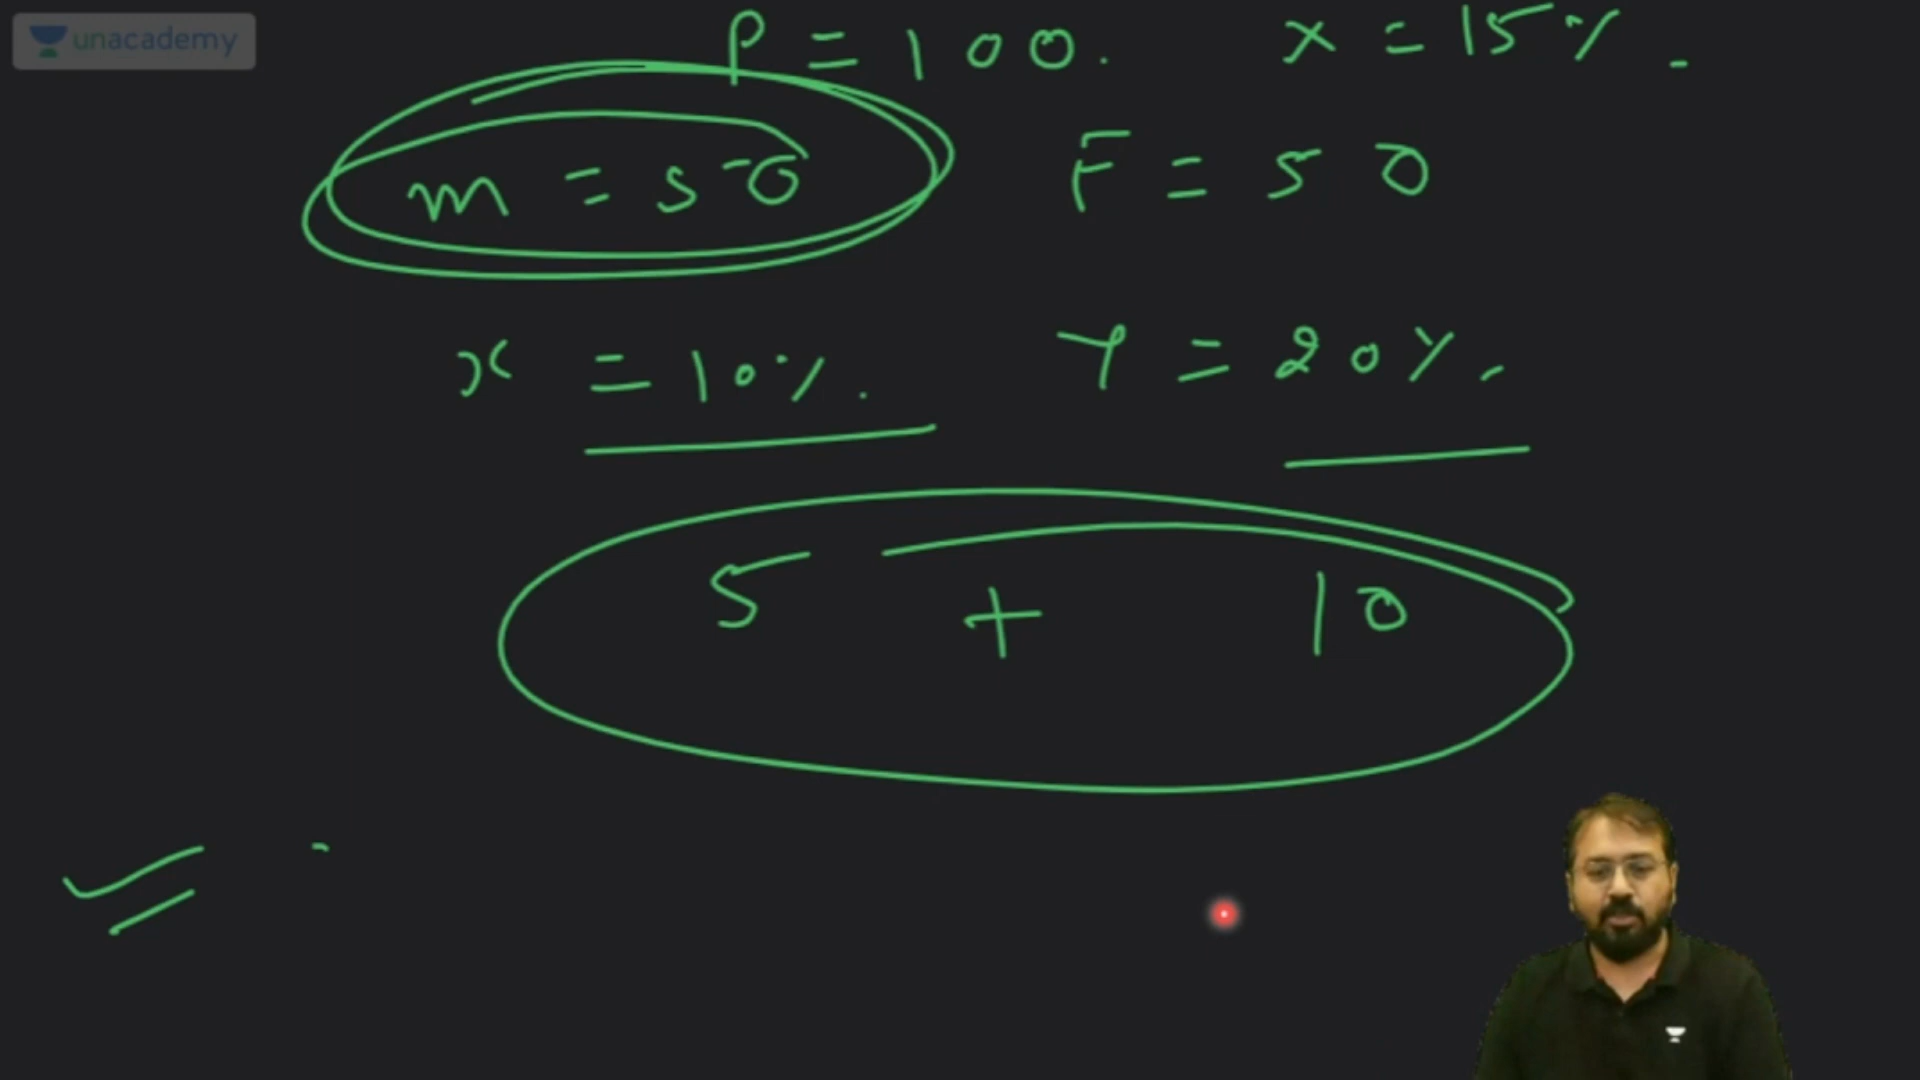 unacademy
P = 100. x = 15%.
m = 50 F = 50
x = 10%. Y = 20%.
5 + 10